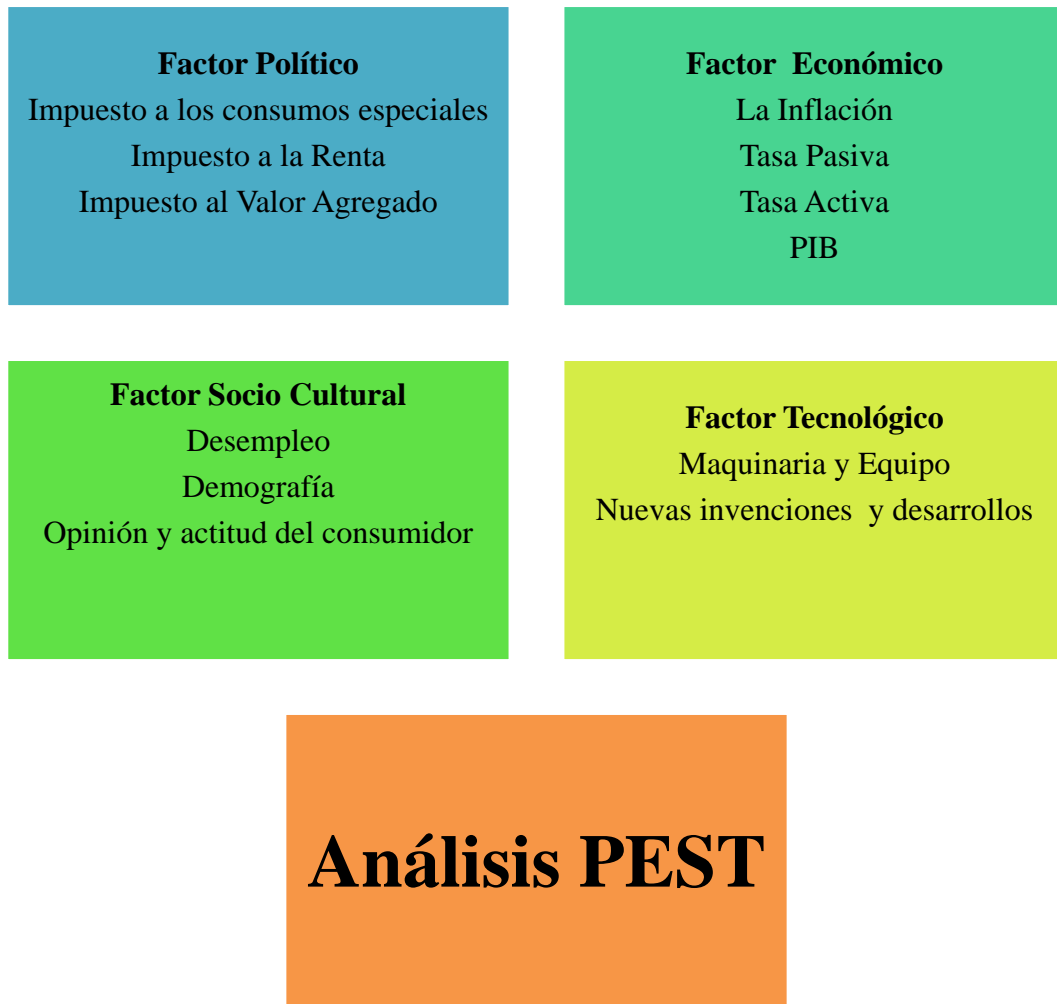 Factor Político
Impuesto a los consumos especiales
Impuesto a la Renta
Impuesto al Valor Agregado
Factor Económico
La Inflación
Tasa Pasiva
Tasa Activa
PIB
Factor Socio Cultural
Desempleo
Demografía
Opinión y actitud del consumidor
Factor Tecnológico
Maquinaria y Equipo
Nuevas invenciones y desarrollos
Análisis PEST